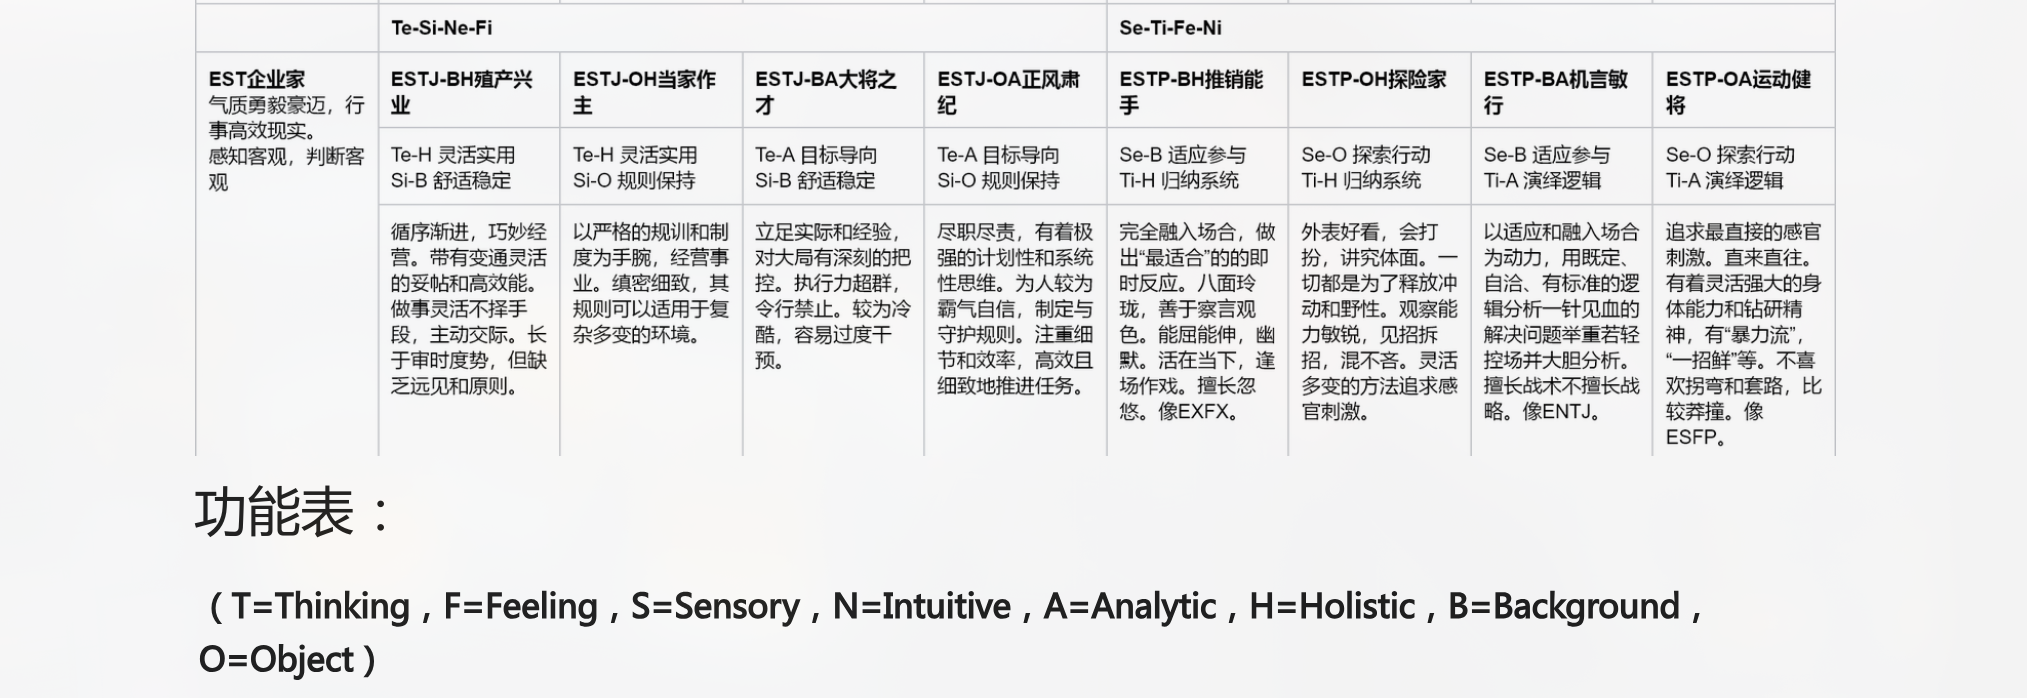 Te-Si-Ne-Fi
Se-Ti-Fe-Ni
EST企业家
气质勇毅豪迈，行
事高效现实。
感知客观，判断客
观
ESTJ-BH殖产兴
业
ESTJ-OH当家作
主
ESTJ-BA大将之
才
ESTJ-OA正风肃
纪
ESTP-BH推销能
手
ESTP-OH探险家
ESTP-BA机言敏
行
ESTP-OA运动健
将
Te-H 灵活实用
Si-B 舒适稳定
Te-H 灵活实用
Si-O 规则保持
Te-A 目标导向
Si-B 舒适稳定
Te-A 目标导向
Si-O 规则保持
Se-B 适应参与
Ti-H 归纳系统
Se-O 探索行动
Ti-H 归纳系统
Se-B 适应参与
Ti-A 演绎逻辑
Se-O 探索行动
Ti-A 演绎逻辑
循序渐进，巧妙经
营。带有变通灵活
的妥帖和高效能。
做事灵活不择手
段，主动交际。长
于审时度势，但缺
乏远见和原则。
以严格的规训和制
度为手腕，经营事
业。缜密细致，其
规则可以适用于复
杂多变的环境。
立足实际和经验，
对大局有深刻的把
控。执行力超群，
令行禁止。较为冷
酷，容易过度干
预。
尽职尽责，有着极
强的计划性和系统
性思维。为人较为
霸气自信，制定与
守护规则。注重细
节和效率，高效且
细致地推进任务。
完全融入场合，做
出“最适合”的的即
时反应。八面玲
珑，善于察言观
色。能屈能伸，幽
默。活在当下，逢
场作戏。擅长忽
悠。像EXFX。
外表好看，会打
扮，讲究体面。一
切都是为了释放冲
动和野性。观察能
力敏锐，见招拆
招，混不吝。灵活
多变的方法追求感
官刺激。
以适应和融入场合
为动力，用既定、
自洽、有标准的逻
辑分析一针见血的
解决问题举重若轻
控场并大胆分析。
擅长战术不擅长战
略。像ENTJ。
追求最直接的感官
刺激。直来直往。
有着灵活强大的身
体能力和钻研精
神，有“暴力流”，
“一招鲜”等。不喜
欢拐弯和套路，比
较莽撞。像
ESFP。
功能表：
（T=Thinking，F=Feeling，S=Sensory，N=Intuitive，A=Analytic，H=Holistic，B=Background，
O=Object）